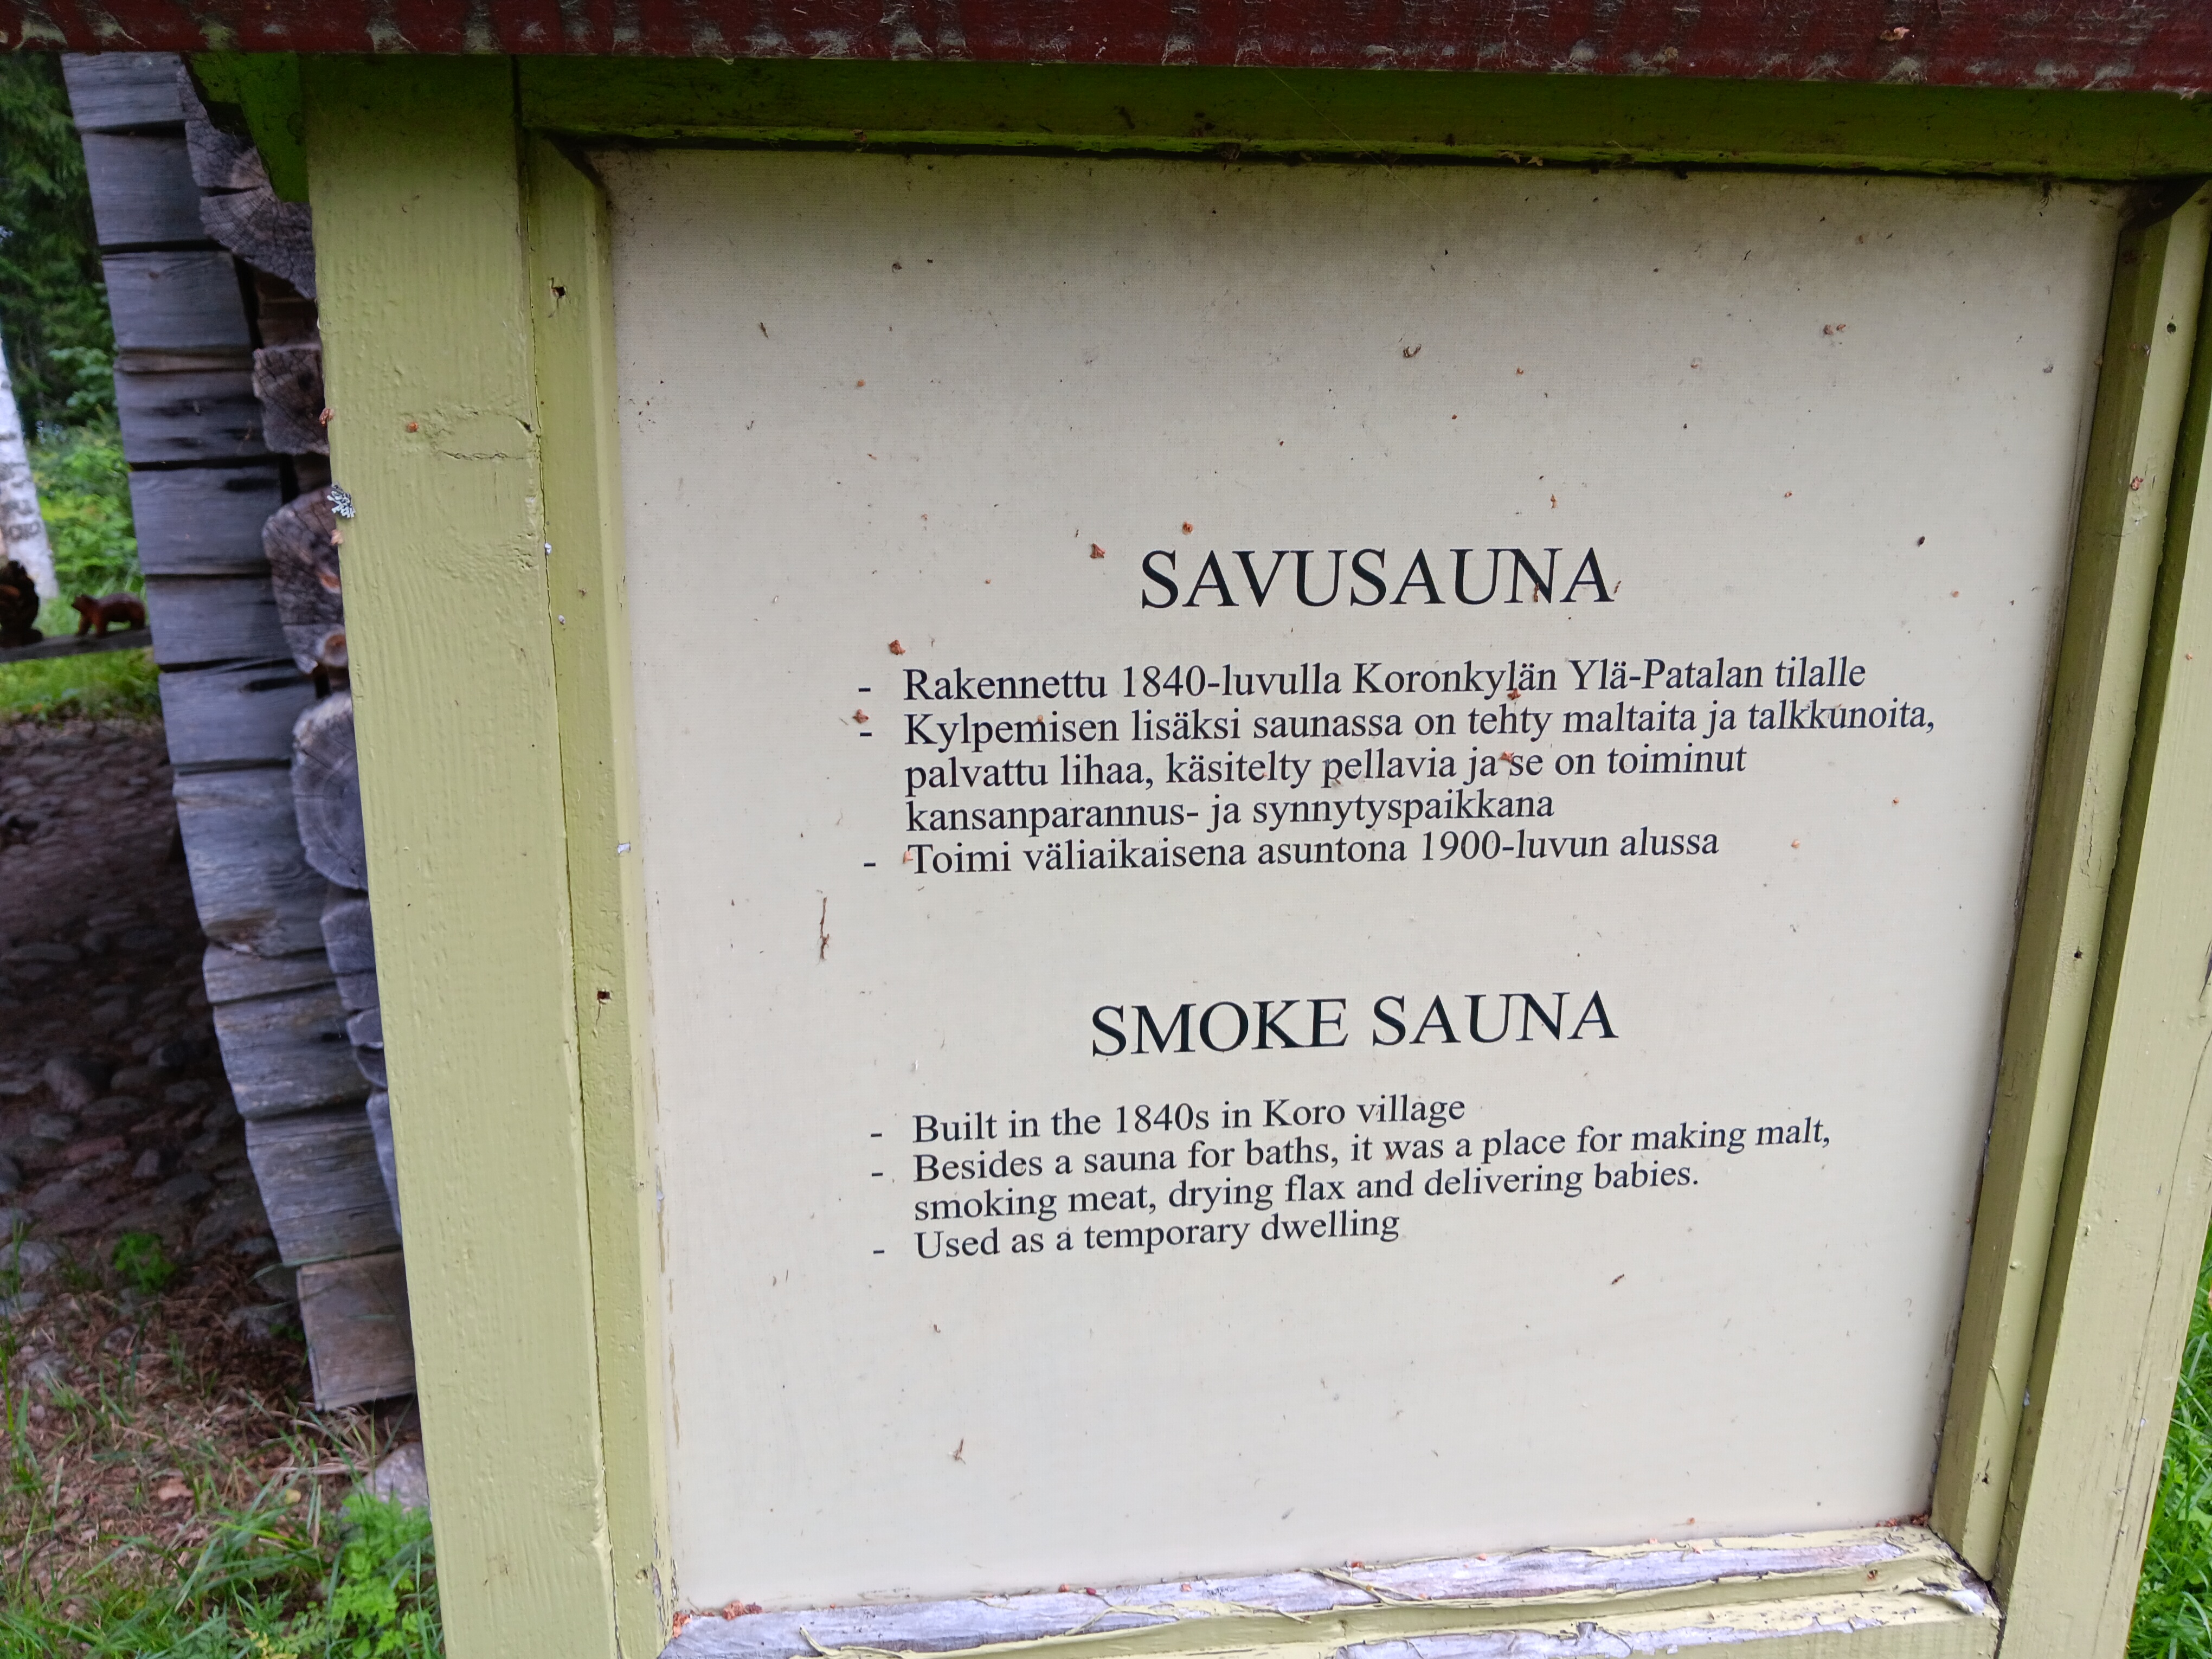 SAVUSAUNA
- Rakennettu 1840-luvulla Koronkylän Ylä-Patalan tilalle
- Kylpemisen lisäksi saunassa on tehty maltaita ja talkkunoita,
palvattu lihaa, käsitelty pellavia ja se on toiminut
kansanparannus- ja synnytyspaikkana
- Toimi väliaikaisena asuntona 1900-luvun alussa
SMOKE SAUNA
- Built in the 1840s in Koro village
- Besides a sauna for baths, it was a place for making malt,
smoking meat, drying flax and delivering babies.
- Used as a temporary dwelling